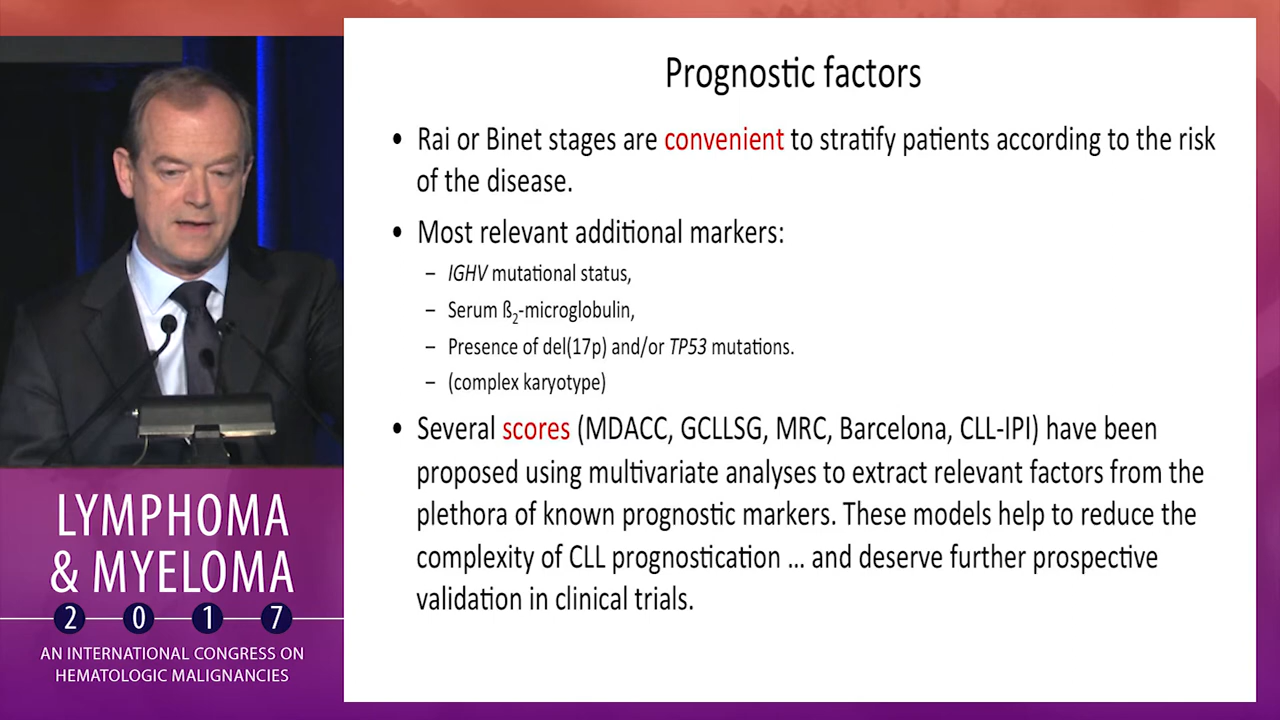 Prognostic factors
• Rai or Binet stages are convenient to stratify patients according to the risk
of the disease.
• Most relevant additional markers:
– IGHV mutational status,
– Serum ß₂-microglobulin,
– Presence of del(17p) and/or TP53 mutations.
– (complex karyotype)
• Several scores (MDACC, GCLLSG, MRC, Barcelona, CLL-IPI) have been
proposed using multivariate analyses to extract relevant factors from the
plethora of known prognostic markers. These models help to reduce the
complexity of CLL prognostication ... and deserve further prospective
validation in clinical trials.
LYMPHOMA
& MYELOMA
2017
AN INTERNATIONAL CONGRESS ON
HEMATOLOGIC MALIGNANCIES